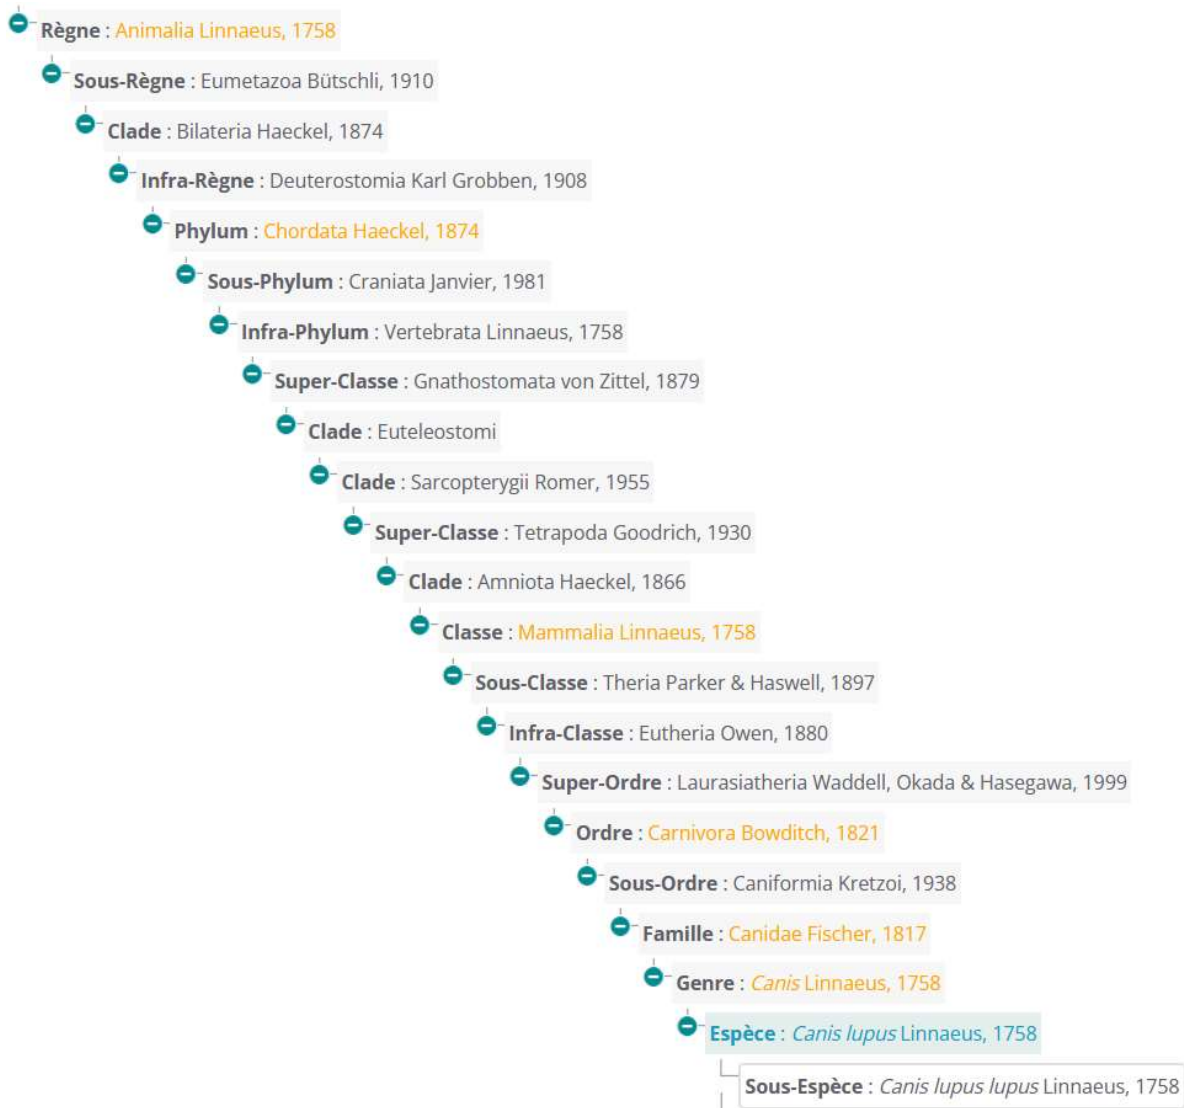 Règne : Animalia Linnaeus, 1758
Sous-Règne : Eumetazoa Bütschli, 1910
Clade : Bilateria Haeckel, 1874
Infra-Règne : Deuterostomia Karl Grobben, 1908
Phylum : Chordata Haeckel, 1874
Sous-Phylum : Craniata Janvier, 1981
Infra-Phylum : Vertebrata Linnaeus, 1758
Super-Classe : Gnathostomata von Zittel, 1879
Clade : Euteleostomi
Clade : Sarcopterygii Romer, 1955
Super-Classe : Tetrapoda Goodrich, 1930
Clade : Amniota Haeckel, 1866
Classe : Mammalia Linnaeus, 1758
Sous-Classe : Theria Parker & Haswell, 1897
Infra-Classe : Eutheria Owen, 1880
Super-Ordre : Laurasiatheria Waddell, Okada & Hasegawa, 1999
Ordre : Carnivora Bowditch, 1821
Sous-Ordre : Caniformia Kretzoi, 1938
Famille : Canidae Fischer, 1817
Genre : Canis Linnaeus, 1758
Espèce : Canis lupus Linnaeus, 1758
Sous-Espèce : Canis lupus lupus Linnaeus, 1758